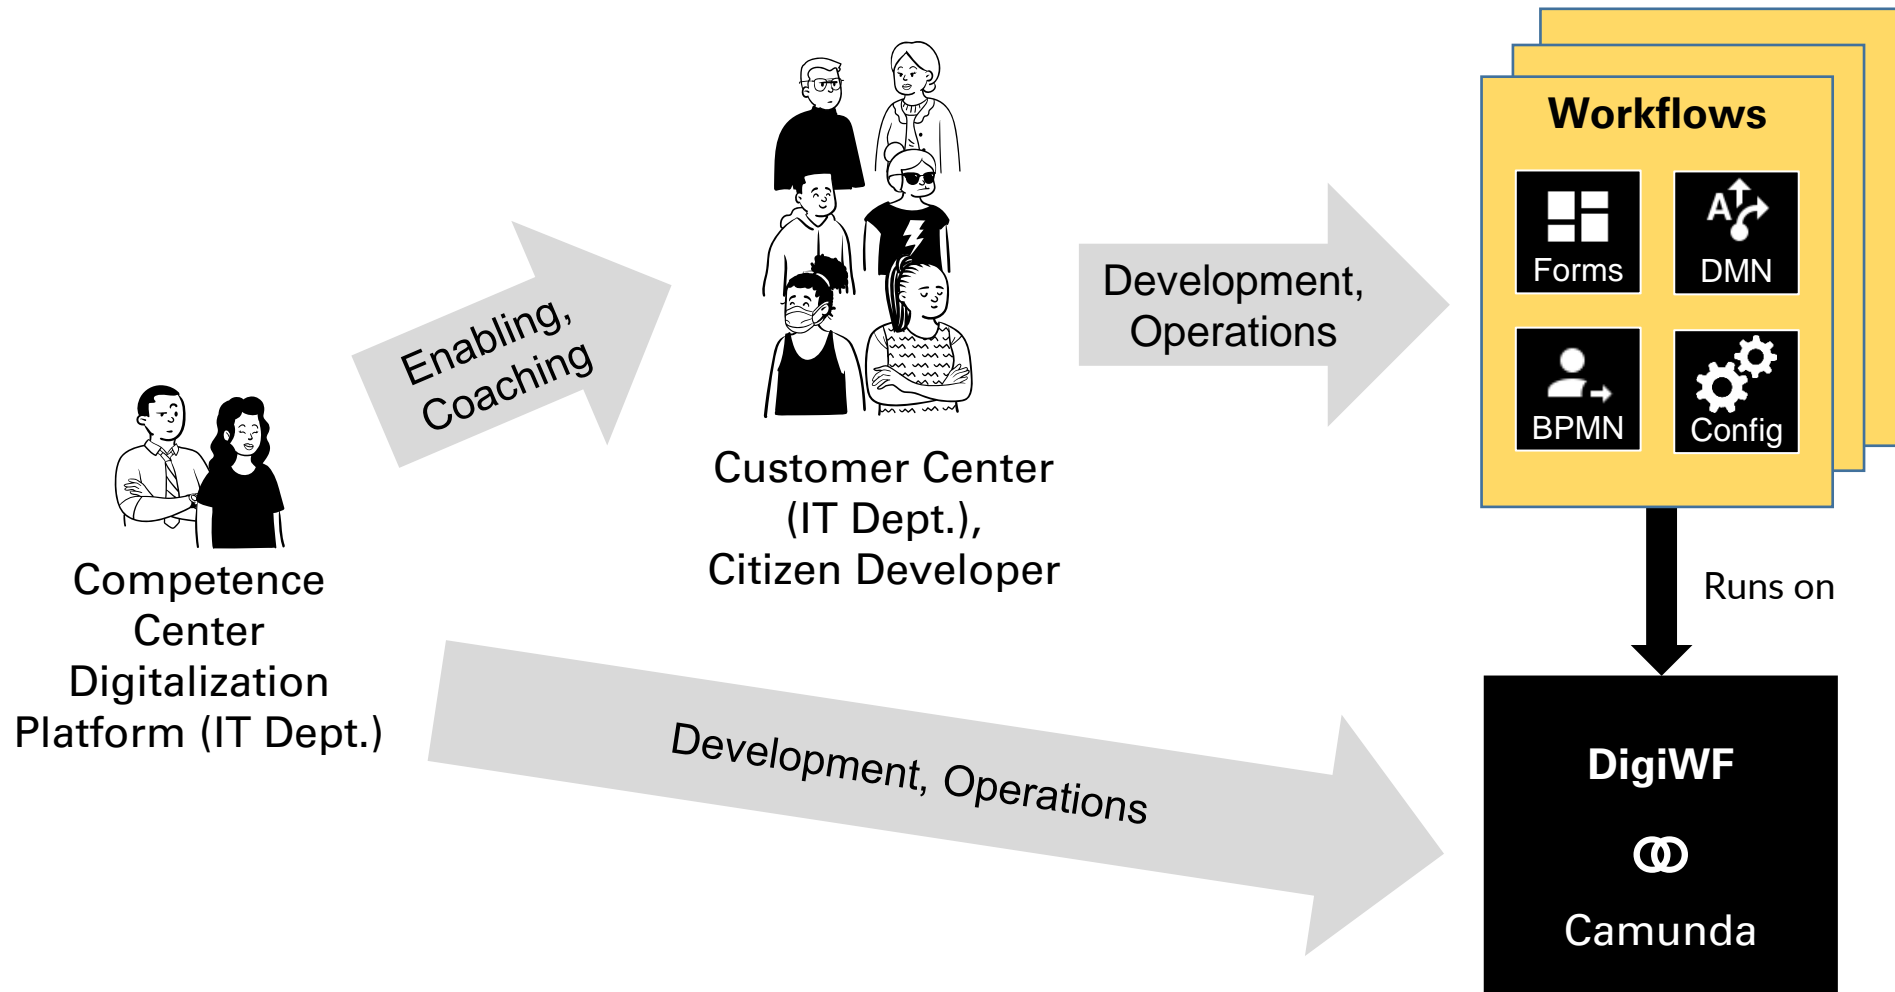 Competence
Center
Digitalization
Platform (IT Dept.)
Enabling,
Coaching
Customer Center
(IT Dept.),
Citizen Developer
Development,
Operations
Workflows
Forms
DMN
BPMN
Config
Runs on
Development, Operations
DigiWF
Camunda